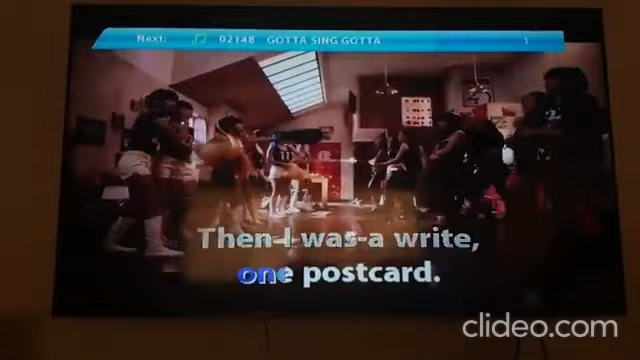 Next: 02148 GOTTA SING GOTTA 1
Then I was-a write,
one postcard.
clideo.com